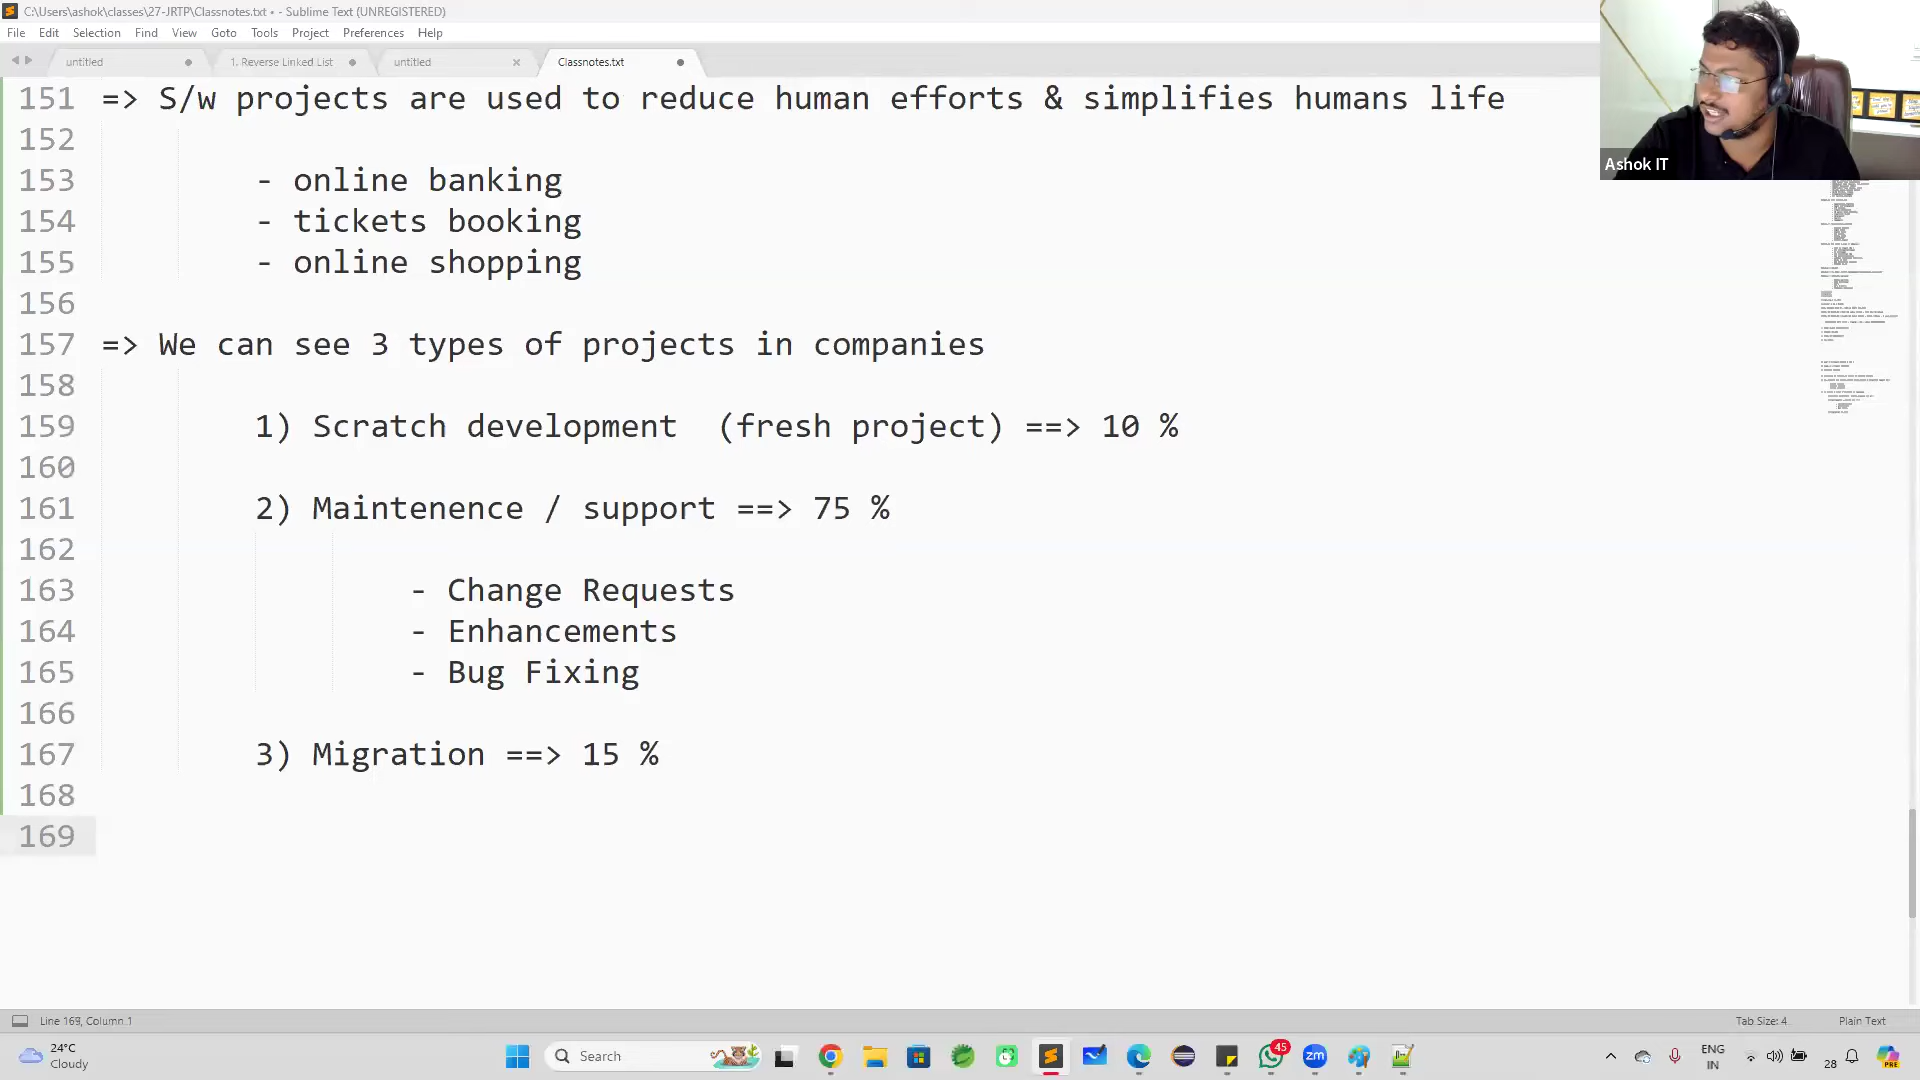 C:\Users\ashok\classes\27-JRTP\Classnotes.txt • - Sublime Text (UNREGISTERED)
File Edit Selection Find View Goto Tools Project Preferences Help
untitled 1. Reverse Linked List untitled Classnotes.txt
151 => S/w projects are used to reduce human efforts & simplifies humans life
152
153 - online banking
154 - tickets booking
155 - online shopping
156
157 => We can see 3 types of projects in companies
158
159 1) Scratch development (fresh project) ==> 10 %
160
161 2) Maintenence / support ==> 75 %
162
163 - Change Requests
164 - Enhancements
165 - Bug Fixing
166
167 3) Migration ==> 15 %
168
169
Ashok IT
Line 169, Column 1 Tab Size: 4 Plain Text
24°C
Cloudy
Search
45
zm
ENG
IN
28
PRE